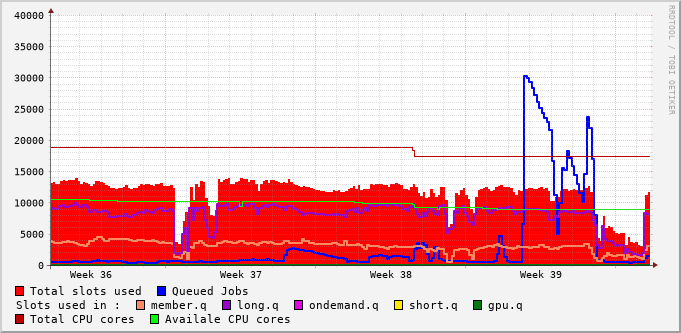 40000
35000
30000
25000
20000
15000
10000
5000
0
Week 36 Week 37 Week 38 Week 39
Total slots used Queued Jobs
Slots used in : member.q long.q ondemand.q short.q gpu.q
Total CPU cores Availale CPU cores
RRDTOOL / TOBI OETIKER